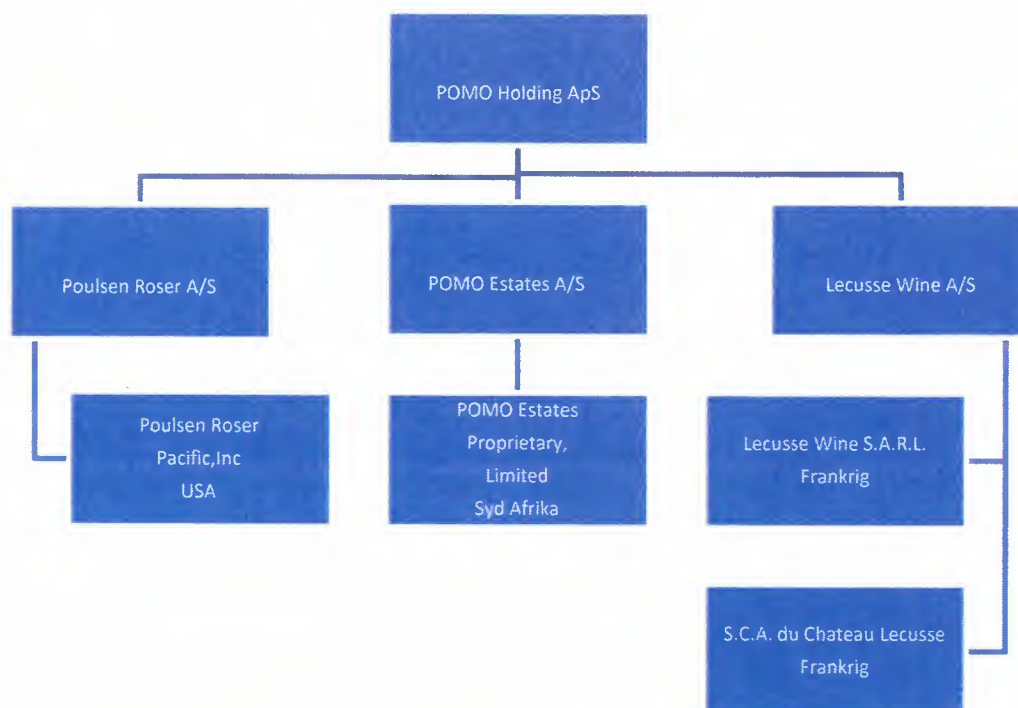 POMO Holding ApS
Poulsen Roser A/S
POMO Estates A/S
Lecusse Wine A/S
Poulsen Roser
Pacific,Inc
USA
POMO Estates
Proprietary,
Limited
Syd Afrika
Lecusse Wine S.A.R.L.
Frankrig
S.C.A. du Chateau Lecusse
Frankrig